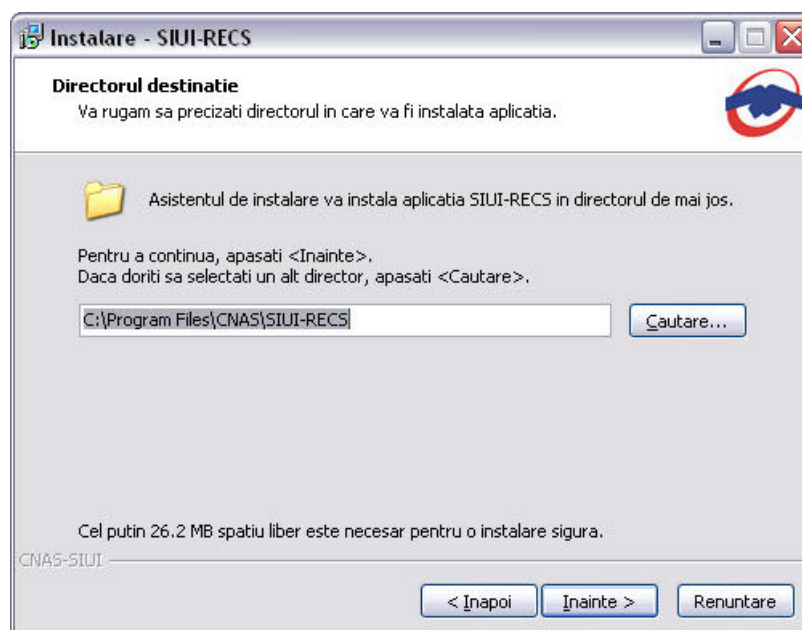 Instalare - SIUI-RECS
Directorul destinatie
Va rugam sa precizati directorul in care va fi instalata aplicatia.
Asistentul de instalare va instala aplicatia SIUI-RECS in directorul de mai jos.
Pentru a continua, apasati <Inainte>.
Daca doriti sa selectati un alt director, apasati <Cautare>.
C:\Program Files\CNAS\SIUI-RECS
Cautare...
Cel putin 26.2 MB spatiu liber este necesar pentru o instalare sigura.
CNAS-SIUI
< Inapoi
Inainte >
Renuntare